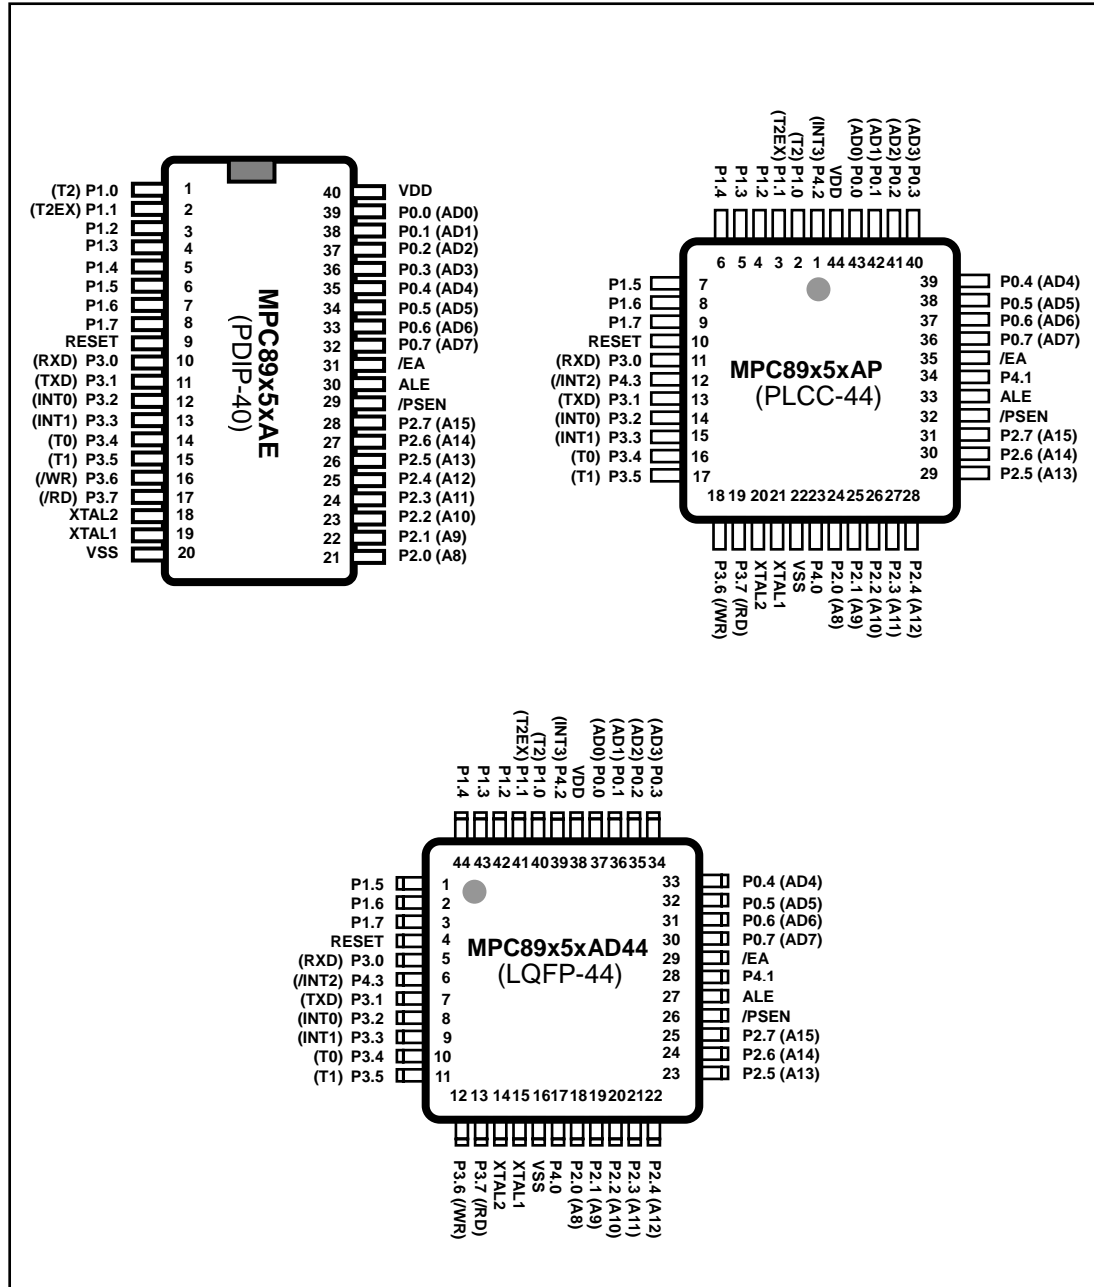 (T2) P1.0 1
(T2EX) P1.1 2
P1.2 3
P1.3 4
P1.4 5
P1.5 6
P1.6 7
P1.7 8
RESET 9
(RXD) P3.0 10
(TXD) P3.1 11
(INT0) P3.2 12
(INT1) P3.3 13
(T0) P3.4 14
(T1) P3.5 15
(/WR) P3.6 16
(/RD) P3.7 17
XTAL2 18
XTAL1 19
VSS 20
MPC89x5xAE
(PDIP-40)
40 VDD
39 P0.0 (AD0)
38 P0.1 (AD1)
37 P0.2 (AD2)
36 P0.3 (AD3)
35 P0.4 (AD4)
34 P0.5 (AD5)
33 P0.6 (AD6)
32 P0.7 (AD7)
31 /EA
30 ALE
29 /PSEN
28 P2.7 (A15)
27 P2.6 (A14)
26 P2.5 (A13)
25 P2.4 (A12)
24 P2.3 (A11)
23 P2.2 (A10)
22 P2.1 (A9)
21 P2.0 (A8)
P1.4
P1.3
P1.2
(T2EX) P1.1
(T2) P1.0
(INT3) P4.2
VDD
(AD0) P0.0
(AD1) P0.1
(AD2) P0.2
(AD3) P0.3
6 5 4 3 2 1 44 43 42 41 40
P1.5 7
P1.6 8
P1.7 9
RESET 10
(RXD) P3.0 11
(/INT2) P4.3 12
(TXD) P3.1 13
(INT0) P3.2 14
(INT1) P3.3 15
(T0) P3.4 16
(T1) P3.5 17
MPC89x5xAP
(PLCC-44)
39 P0.4 (AD4)
38 P0.5 (AD5)
37 P0.6 (AD6)
36 P0.7 (AD7)
35 /EA
34 P4.1
33 ALE
32 /PSEN
31 P2.7 (A15)
30 P2.6 (A14)
29 P2.5 (A13)
18 19 20 21 22 23 24 25 26 27 28
P3.6 (/WR)
P3.7 (/RD)
XTAL2
XTAL1
VSS
P4.0
P2.0 (A8)
P2.1 (A9)
P2.2 (A10)
P2.3 (A11)
P2.4 (A12)
P1.4
P1.3
P1.2
(T2EX) P1.1
(T2) P1.0
(INT3) P4.2
VDD
(AD0) P0.0
(AD1) P0.1
(AD2) P0.2
(AD3) P0.3
44 43 42 41 40 39 38 37 36 35 34
P1.5 1
P1.6 2
P1.7 3
RESET 4
(RXD) P3.0 5
(/INT2) P4.3 6
(TXD) P3.1 7
(INT0) P3.2 8
(INT1) P3.3 9
(T0) P3.4 10
(T1) P3.5 11
MPC89x5xAD44
(LQFP-44)
33 P0.4 (AD4)
32 P0.5 (AD5)
31 P0.6 (AD6)
30 P0.7 (AD7)
29 /EA
28 P4.1
27 ALE
26 /PSEN
25 P2.7 (A15)
24 P2.6 (A14)
23 P2.5 (A13)
12 13 14 15 16 17 18 19 20 21 22
P3.6 (/WR)
P3.7 (/RD)
XTAL2
XTAL1
VSS
P4.0
P2.0 (A8)
P2.1 (A9)
P2.2 (A10)
P2.3 (A11)
P2.4 (A12)